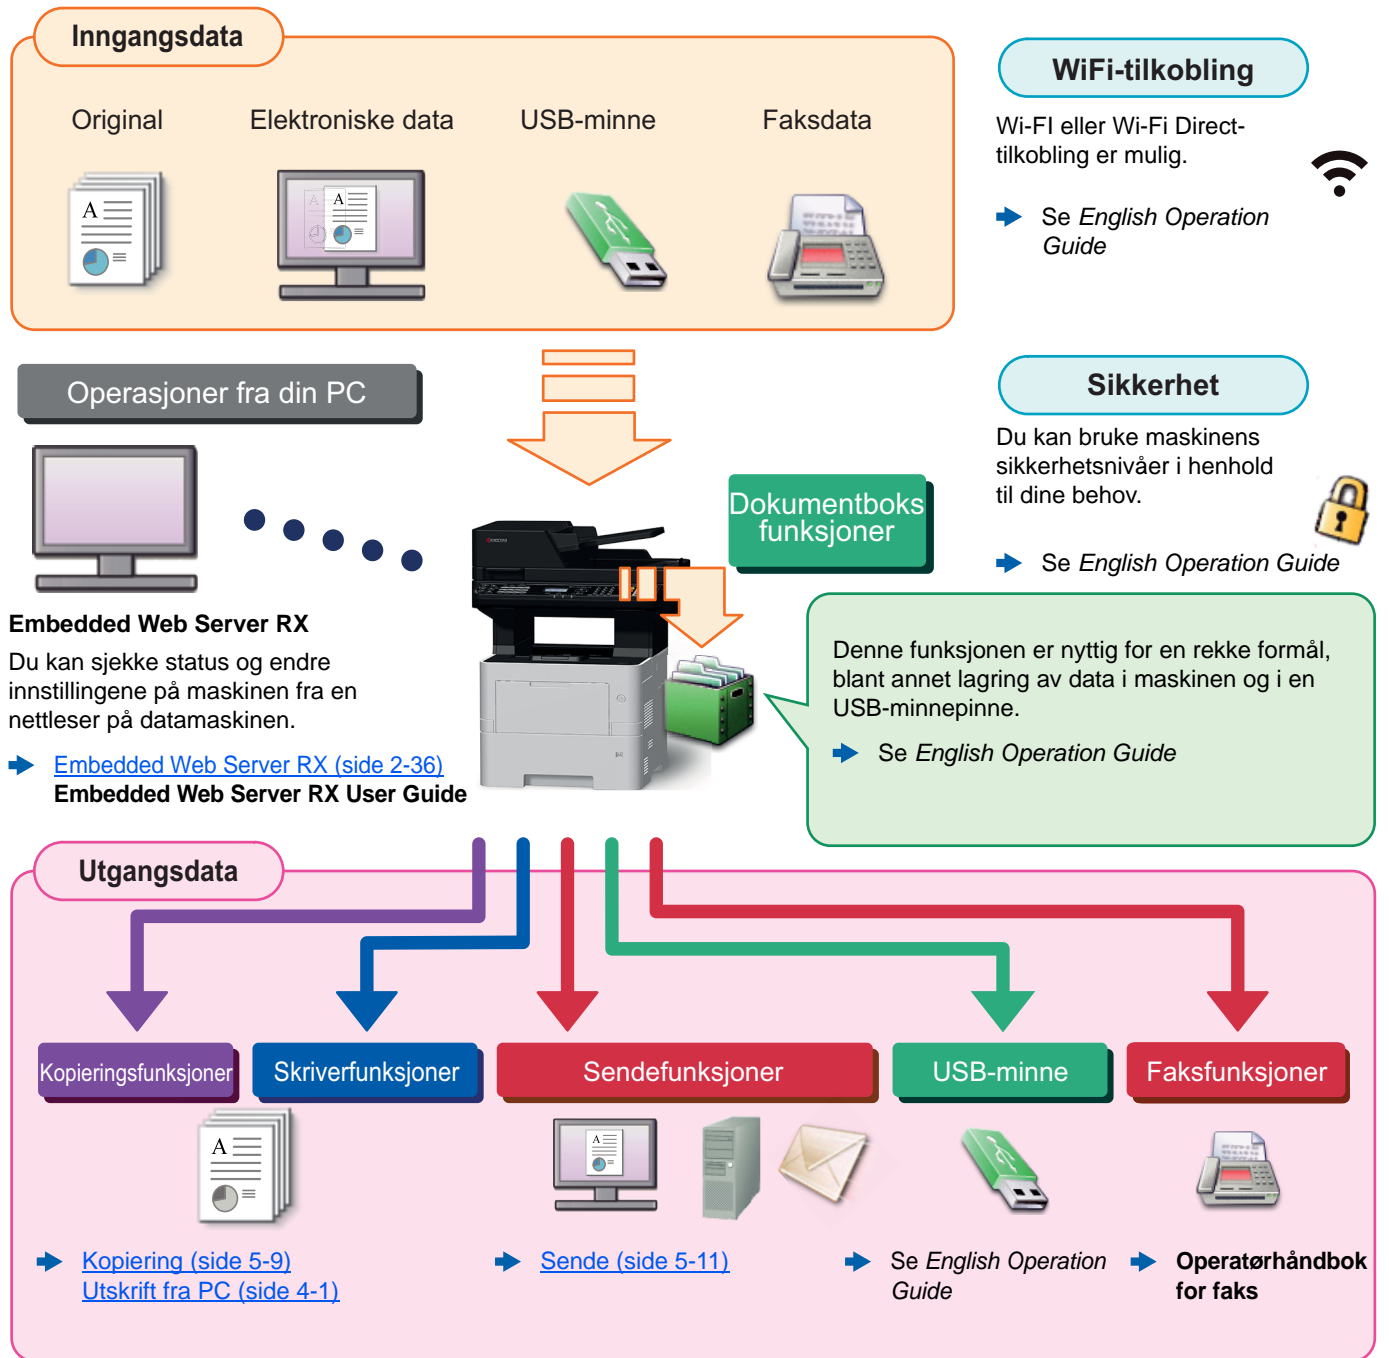 Inngangsdata
Original
Elektroniske data
USB-minne
Faksdata
WiFi-tilkobling
Wi-FI eller Wi-Fi Direct-
tilkobling er mulig.
Se English Operation
Guide
Operasjoner fra din PC
Sikkerhet
Du kan bruke maskinens
sikkerhetsnivåer i henhold
til dine behov.
Se English Operation Guide
Dokumentboks
funksjoner
Embedded Web Server RX
Du kan sjekke status og endre
innstillingene på maskinen fra en
nettleser på datamaskinen.
Embedded Web Server RX (side 2-36)
Embedded Web Server RX User Guide
Denne funksjonen er nyttig for en rekke formål,
blant annet lagring av data i maskinen og i en
USB-minnepinne.
Se English Operation Guide
Utgangsdata
Kopieringsfunksjoner
Skriverfunksjoner
Sendefunksjoner
USB-minne
Faksfunksjoner
Kopiering (side 5-9)
Utskrift fra PC (side 4-1)
Sende (side 5-11)
Se English Operation
Guide
Operatørhåndbok
for faks